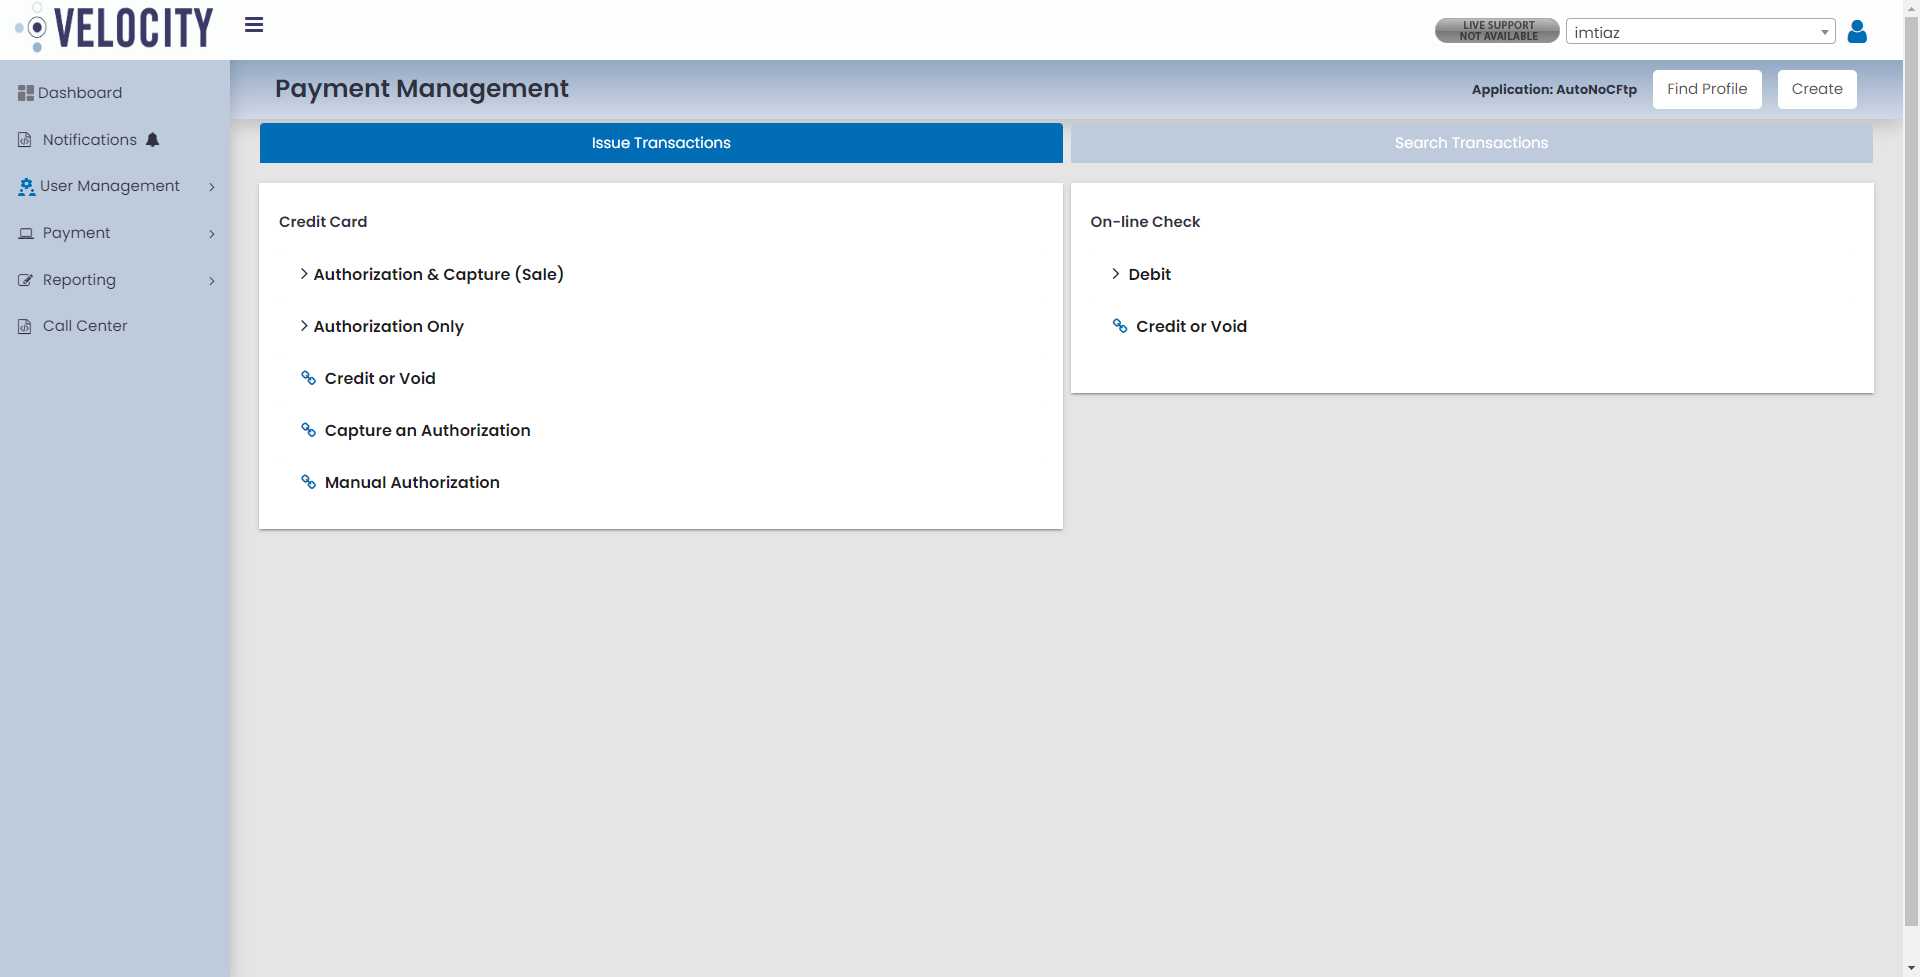 VELOCITY
LIVE SUPPORT
NOT AVAILABLE
imtiaz
Dashboard
Notifications
User Management
Payment
Reporting
Call Center
Payment Management
Application: AutoNoCFtp
Find Profile
Create
Issue Transactions
Search Transactions
Credit Card
Authorization & Capture (Sale)
Authorization Only
Credit or Void
Capture an Authorization
Manual Authorization
On-line Check
Debit
Credit or Void